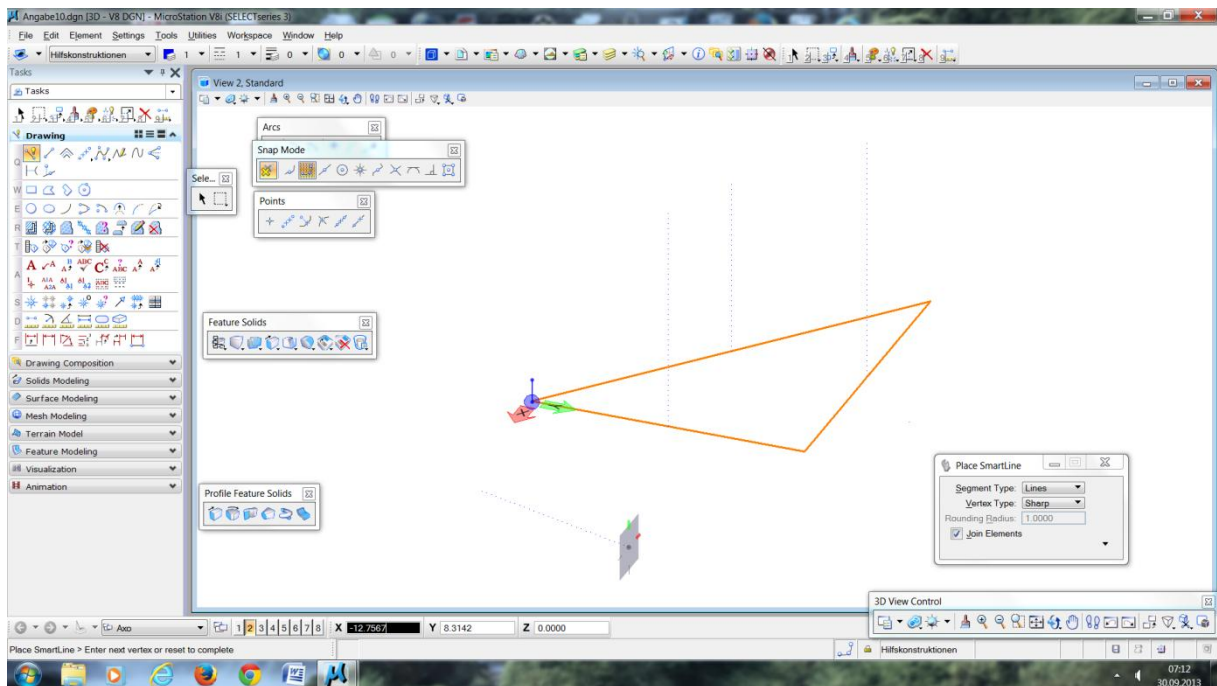 Angabe10.dgn [3D - V8 DGN] - MicroStation V8i (SELECTseries 3)
File Edit Element Settings Tools Utilities Workspace Window Help
Hilfskonstruktionen 1 1 0 0 0
Tasks
Tasks
Drawing
Q
W
E
R
T
A
S
D
F
Drawing Composition
Solids Modeling
Surface Modeling
Mesh Modeling
Terrain Model
Feature Modeling
Visualization
Animation
View 2, Standard
Arcs
Snap Mode
Sele...
Points
Feature Solids
Profile Feature Solids
X
Y
Place SmartLine
Segment Type: Lines
Vertex Type: Sharp
Rounding Radius: 1.0000
Join Elements
3D View Control
Axo 1 2 3 4 5 6 7 8 X -12.7567 Y 8.3142 Z 0.0000
Place SmartLine > Enter next vertex or reset to complete Hilfskonstruktionen
07:12
30.09.2013